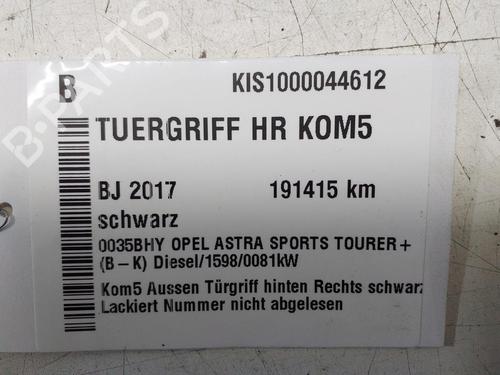 B-PARTS
B KIS1000044612
TUERGRIFF HR KOM5
BJ 2017 191415 km
schwarz
0035BHY OPEL ASTRA SPORTS TOURER+
(B-K) Diesel/1598/0081kW
Kom5 Aussen Türgriff hinten Rechts schwarz
Lackiert Nummer nicht abgelesen